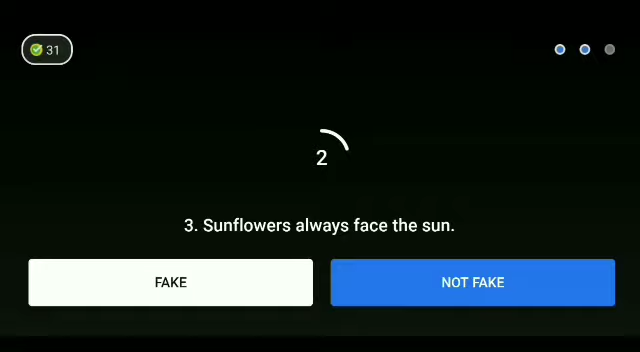 31
2
3. Sunflowers always face the sun.
FAKE
NOT FAKE